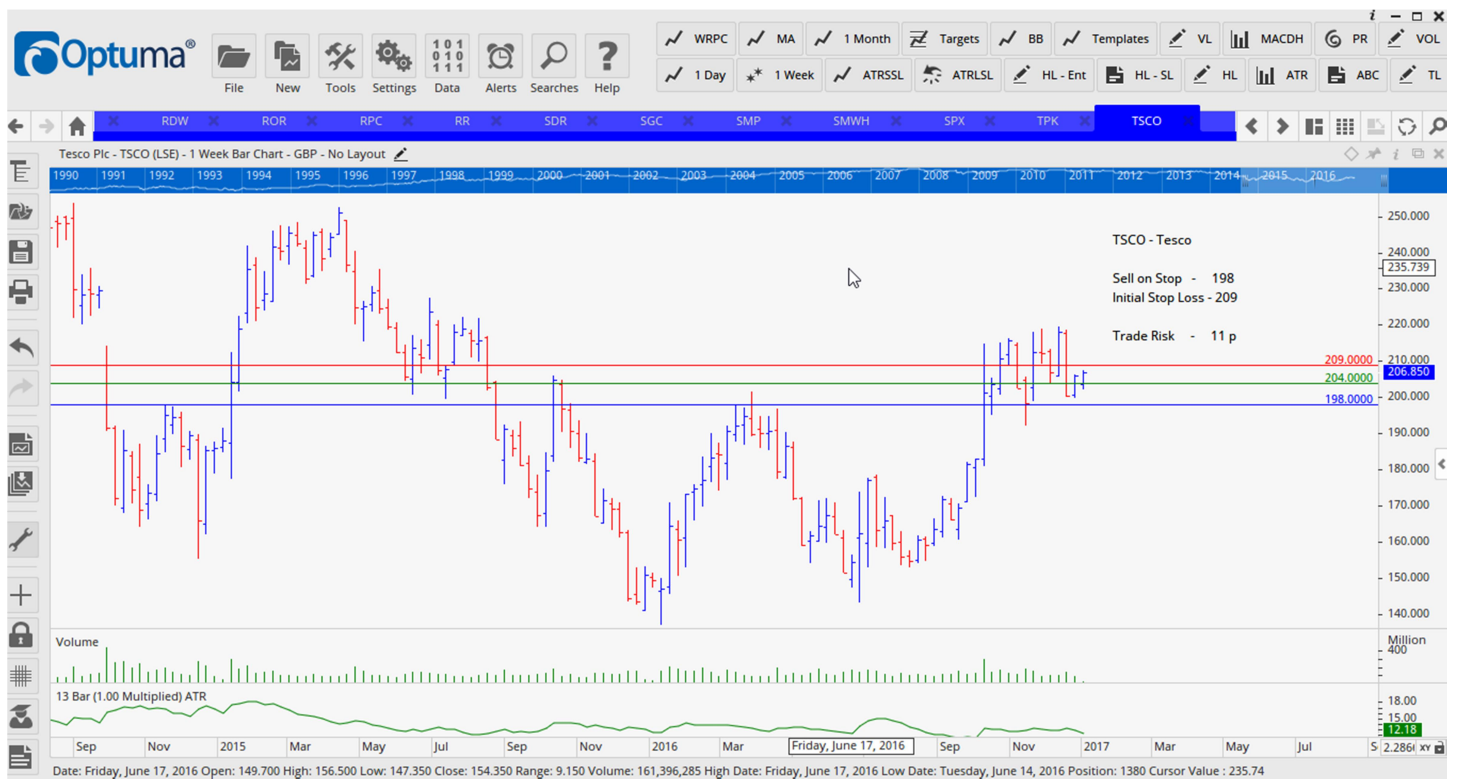 Optuma®
File
New
Tools
Settings
101
010
111
Data
Alerts
Searches
?
Help
WRPC
MA
1 Month
Targets
BB
Templates
VL
MACDH
PR
VOL
1 Day
1 Week
ATRSSL
ATRLSL
HL - Ent
HL - SL
HL
ATR
ABC
TL
RDW
ROR
RPC
RR
SDR
SGC
SMP
SMWH
SPX
TPK
TSCO
Tesco Plc - TSCO (LSE) - 1 Week Bar Chart - GBP - No Layout
1990 1991 1992 1993 1994 1995 1996 1997 1998 1999 2000 2001 2002 2003 2004 2005 2006 2007 2008 2009 2010 2011 2012 2013 2014 2015 2016
TSCO - Tesco
Sell on Stop - 198
Initial Stop Loss - 209
Trade Risk - 11 p
250.000
240.000
235.739
230.000
220.000
210.000
206.850
200.000
190.000
180.000
170.000
160.000
150.000
140.000
209.0000
204.0000
198.0000
Volume
Million
400
13 Bar (1.00 Multiplied) ATR
18.00
15.00
12.18
Sep Nov 2015 Mar May Jul Sep Nov 2016 Mar Friday, June 17, 2016 Sep Nov 2017 Mar May Jul S XY
Date: Friday, June 17, 2016 Open: 149.700 High: 156.500 Low: 147.350 Close: 154.350 Range: 9.150 Volume: 161,396,285 High Date: Friday, June 17, 2016 Low Date: Tuesday, June 14, 2016 Position: 1380 Cursor Value : 235.74